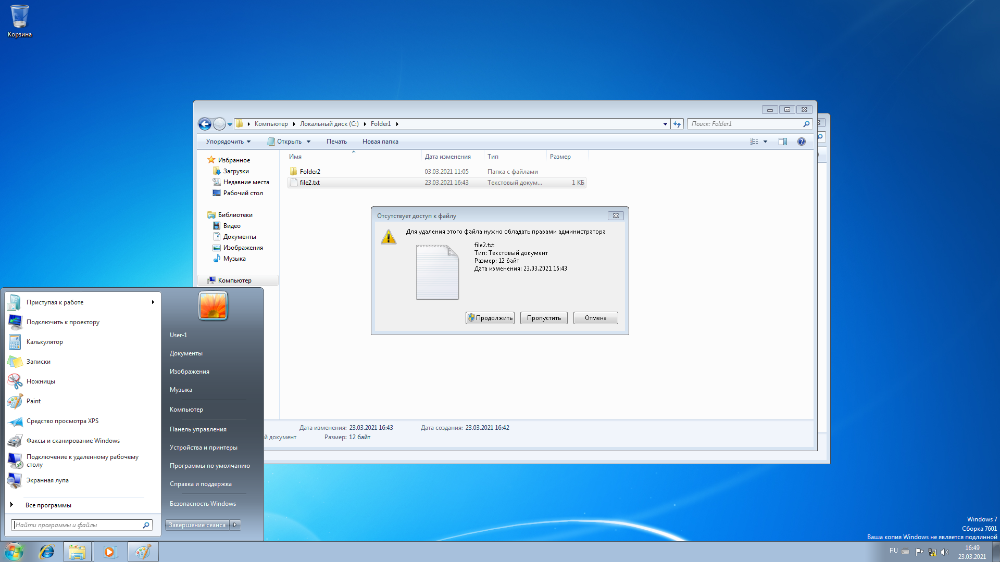 Корзина
Компьютер
Локальный диск (C:)
Folder1
Поиск: Folder1
Упорядочить
Открыть
Печать
Новая папка
Избранное
Загрузки
Недавние места
Рабочий стол
Библиотеки
Видео
Документы
Изображения
Музыка
Компьютер
Имя Дата изменения Тип Размер
Folder2 03.03.2021 11:05 Папка с файлами
file2.txt 23.03.2021 16:43 Текстовый докум... 1 КБ
Отсутствует доступ к файлу
Для удаления этого файла нужно обладать правами администратора
file2.txt
Тип: Текстовый документ
Размер: 12 байт
Дата изменения: 23.03.2021 16:43
Продолжить
Пропустить
Отмена
Дата изменения: 23.03.2021 16:43 Дата создания: 23.03.2021 16:42
й документ Размер: 12 байт
Приступая к работе
Подключить к проектору
Калькулятор
Записки
Ножницы
Paint
Средство просмотра XPS
Факсы и сканирование Windows
Подключение к удаленному рабочему
столу
Экранная лупа
Все программы
Найти программы и файлы
User-1
Документы
Изображения
Музыка
Компьютер
Панель управления
Устройства и принтеры
Программы по умолчанию
Справка и поддержка
Безопасность Windows
Завершение сеанса
Windows 7
Сборка 7601
Ваша копия Windows не является подлинной
RU
16:49
23.03.2021